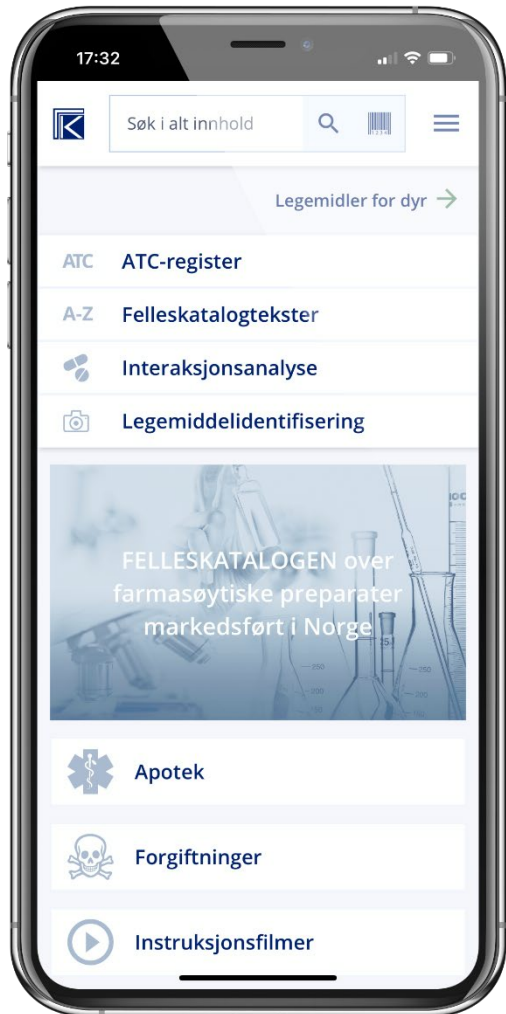 17:32
K
Søk i alt innhold
Legemidler for dyr
ATC ATC-register
A-Z Felleskatalogtekster
Interaksjonsanalyse
Legemiddelidentifisering
FELLESKATALOGEN over
farmasøytiske preparater
markedsført i Norge
Apotek
Forgiftninger
Instruksjonsfilmer